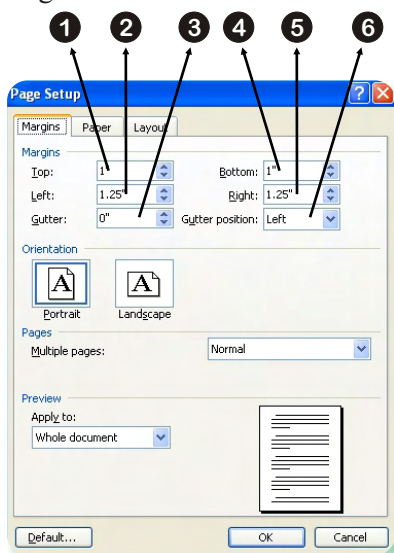 1 2 3 4 5 6
Page Setup
Margins Paper Layout
Margins
Top: 1 Bottom: 1"
Left: 1.25" Right: 1.25"
Gutter: 0" Gutter position: Left
Orientation
A A
Portrait Landscape
Pages
Multiple pages: Normal
Preview
Apply to:
Whole document
Default... OK Cancel